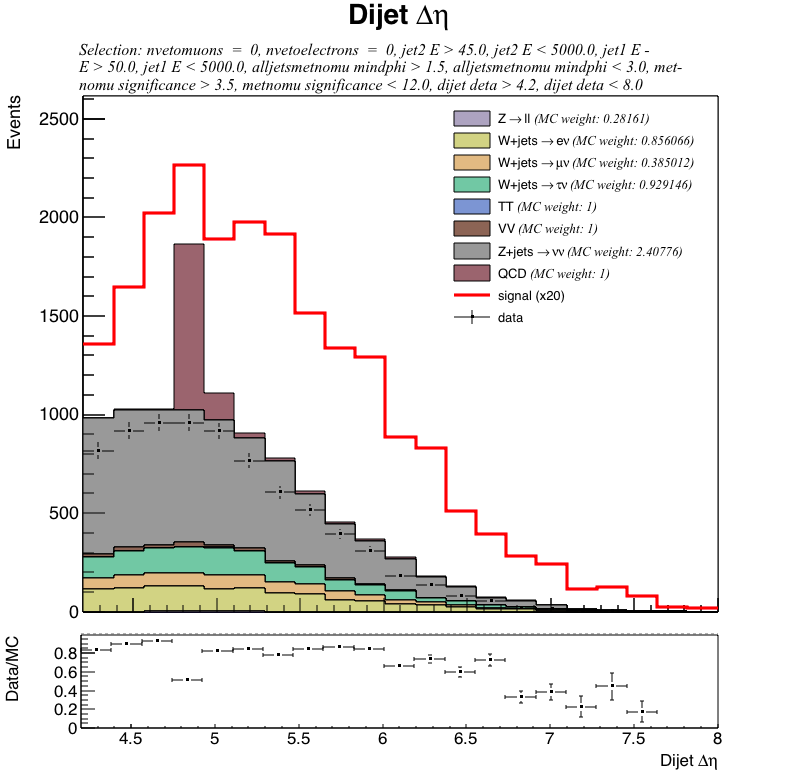 Dijet Δη
Selection: nvetomuons = 0, nvetoelectrons = 0, jet2 E > 45.0, jet2 E < 5000.0, jet1 E -
E > 50.0, jet1 E < 5000.0, alljetsmetnomu mindphi > 1.5, alljetsmetnomu mindphi < 3.0, met-
nomu significance > 3.5, metnomu significance < 12.0, dijet deta > 4.2, dijet deta < 8.0
Events
2500
2000
1500
1000
500
0
Z→ll (MC weight: 0.28161)
W+jets→eν (MC weight: 0.856066)
W+jets→μν (MC weight: 0.385012)
W+jets→τν (MC weight: 0.929146)
TT (MC weight: 1)
VV (MC weight: 1)
Z+jets→νν (MC weight: 2.40776)
QCD (MC weight: 1)
signal (x20)
data
Data/MC
0.8
0.6
0.4
0.2
0
4.5 5 5.5 6 6.5 7 7.5 8
Dijet Δη